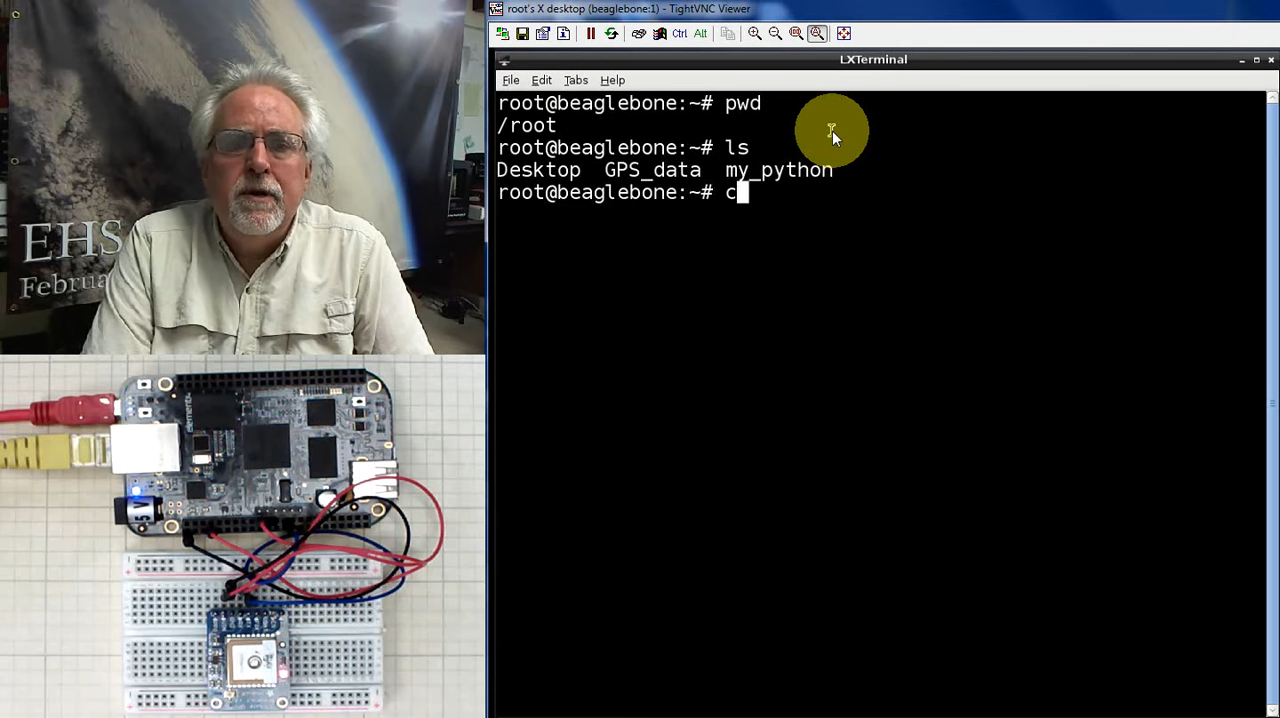 root's X desktop (beaglebone:1) - TightVNC Viewer
Ctrl Alt
LXTerminal
File Edit Tabs Help
root@beaglebone:~# pwd
/root
root@beaglebone:~# ls
Desktop GPS_data my_python
root@beaglebone:~# c
EHS
Februa
5 V